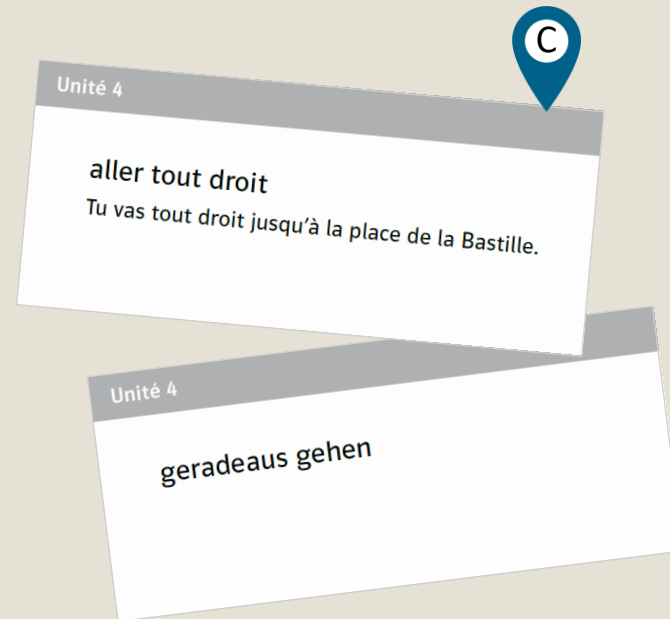 C
Unité 4
aller tout droit
Tu vas tout droit jusqu’à la place de la Bastille.
Unité 4
geradeaus gehen